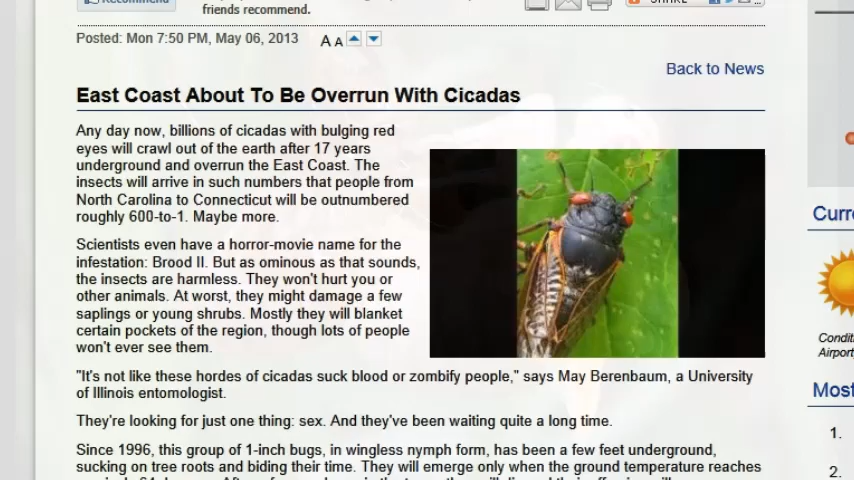 Recommend
friends recommend.
SHARE
Posted: Mon 7:50 PM, May 06, 2013
A A
Back to News
East Coast About To Be Overrun With Cicadas
Any day now, billions of cicadas with bulging red
eyes will crawl out of the earth after 17 years
underground and overrun the East Coast. The
insects will arrive in such numbers that people from
North Carolina to Connecticut will be outnumbered
roughly 600-to-1. Maybe more.
Scientists even have a horror-movie name for the
infestation: Brood II. But as ominous as that sounds,
the insects are harmless. They won't hurt you or
other animals. At worst, they might damage a few
saplings or young shrubs. Mostly they will blanket
certain pockets of the region, though lots of people
won't ever see them.
"It's not like these hordes of cicadas suck blood or zombify people," says May Berenbaum, a University
of Illinois entomologist.
They're looking for just one thing: sex. And they've been waiting quite a long time.
Since 1996, this group of 1-inch bugs, in wingless nymph form, has been a few feet underground,
sucking on tree roots and biding their time. They will emerge only when the ground temperature reaches
Curre
Conditi
Airport,
Most
1.
2.